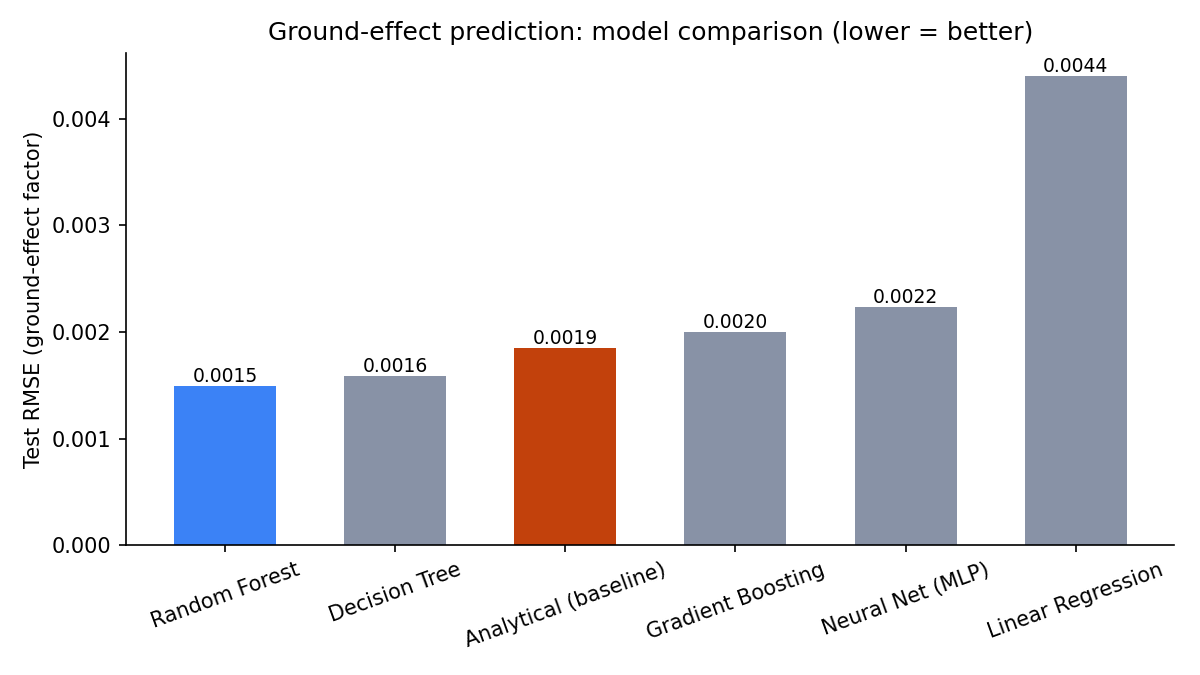 Ground-effect prediction: model comparison (lower = better)
Test RMSE (ground-effect factor)
0.004
0.003
0.002
0.001
0.000
0.0015
0.0016
0.0019
0.0020
0.0022
0.0044
Random Forest
Decision Tree
Analytical (baseline)
Gradient Boosting
Neural Net (MLP)
Linear Regression